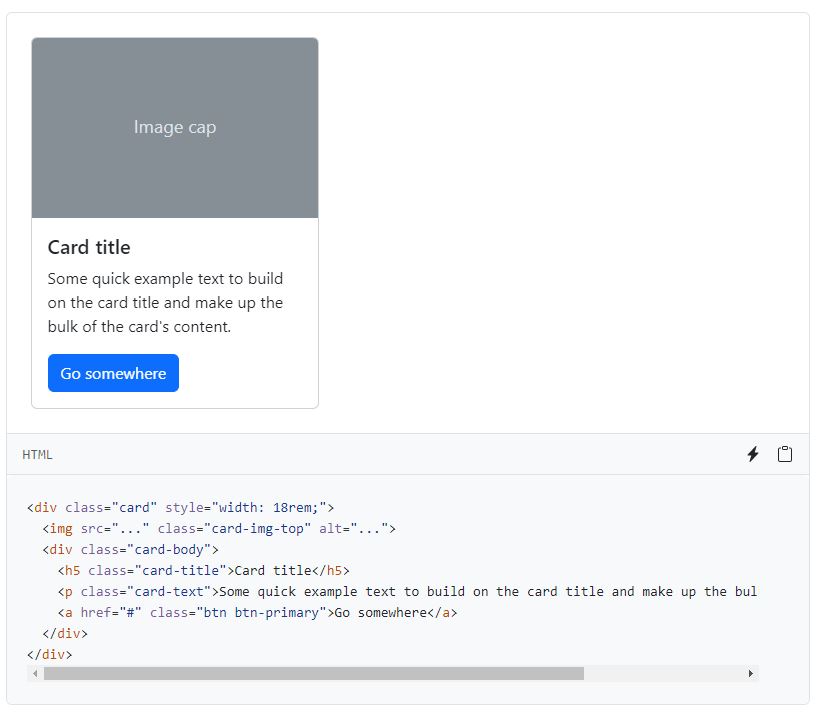 Image cap
Card title
Some quick example text to build
on the card title and make up the
bulk of the card's content.
Go somewhere
HTML
<div class="card" style="width: 18rem;">
  <img src="..." class="card-img-top" alt="...">
  <div class="card-body">
    <h5 class="card-title">Card title</h5>
    <p class="card-text">Some quick example text to build on the card title and make up the bul
    <a href="#" class="btn btn-primary">Go somewhere</a>
  </div>
</div>